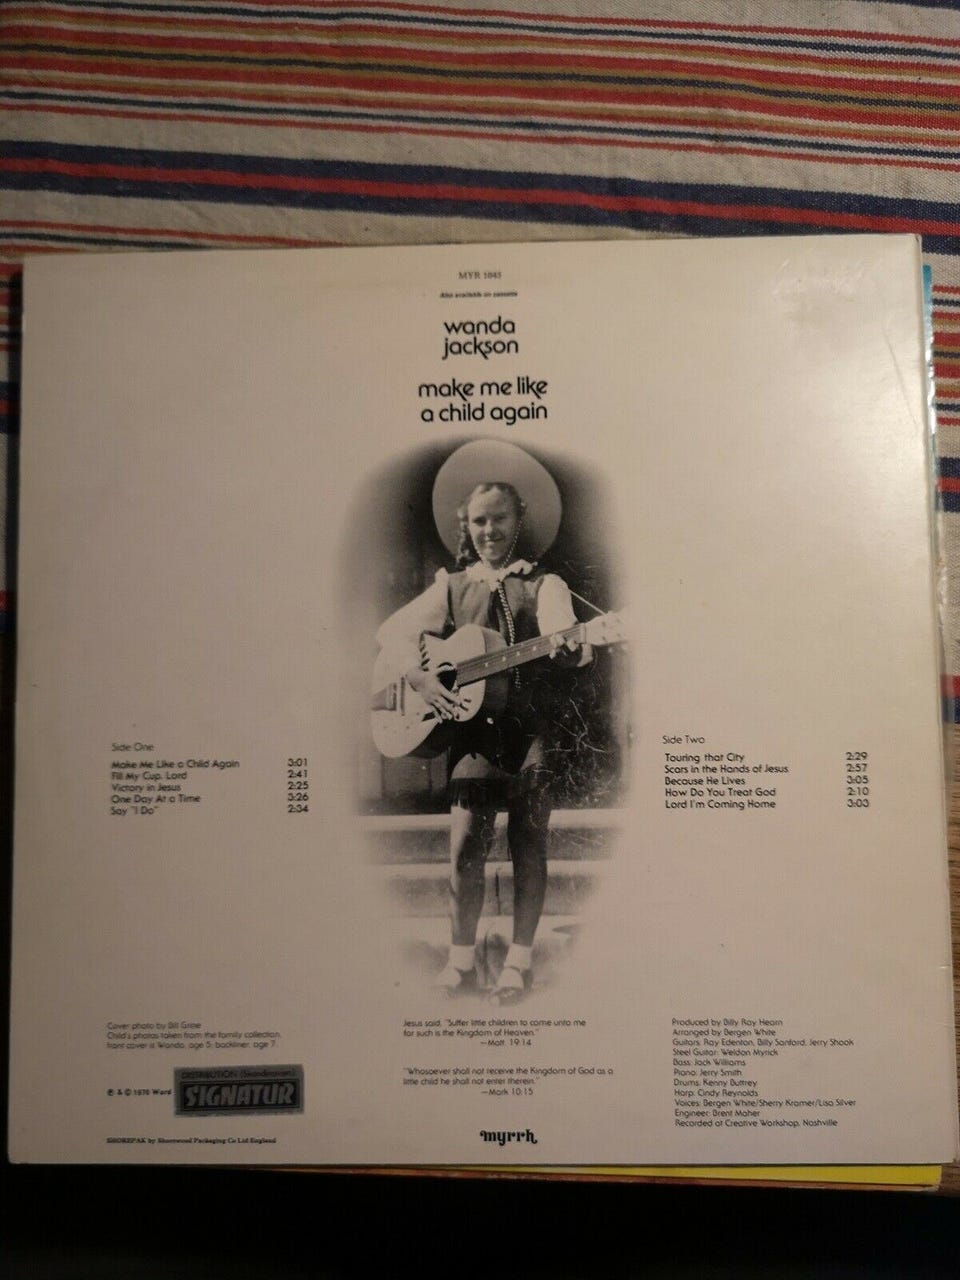 MYR 1043
Also available on cassette
wanda
jackson
make me like
a child again
Side One
Make Me Like a Child Again 3:01
Fill My Cup, Lord 2:41
Victory in Jesus 2:25
One Day At a Time 3:26
Say "I Do" 2:34
Side Two
Touring that City 2:29
Scars in the Hands of Jesus 2:57
Because He Lives 3:05
How Do You Treat God 2:10
Lord I'm Coming Home 3:03
Cover photo by Bill Grine
Child's photos taken from the family collection,
front cover is Wanda, age 5; backliner, age 7.
℗ & © 1976 Word
DISTRIBUTION (Skandinavien):
SIGNATUR
SHOREPAK by Shorewood Packaging Co Ltd England
Jesus said, "Suffer little children to come unto me
for such is the Kingdom of Heaven."
—Matt. 19:14
"Whosoever shall not receive the Kingdom of God as a
little child he shall not enter therein."
—Mark 10:15
myrrh
Produced by Billy Ray Hearn
Arranged by Bergen White
Guitars: Ray Edenton, Billy Sanford, Jerry Shook
Steel Guitar: Weldon Myrick
Bass: Jack Williams
Piano: Jerry Smith
Drums: Kenny Buttrey
Harp: Cindy Reynolds
Voices: Bergen White/Sherry Kramer/Lisa Silver
Engineer: Brent Maher
Recorded at Creative Workshop, Nashville